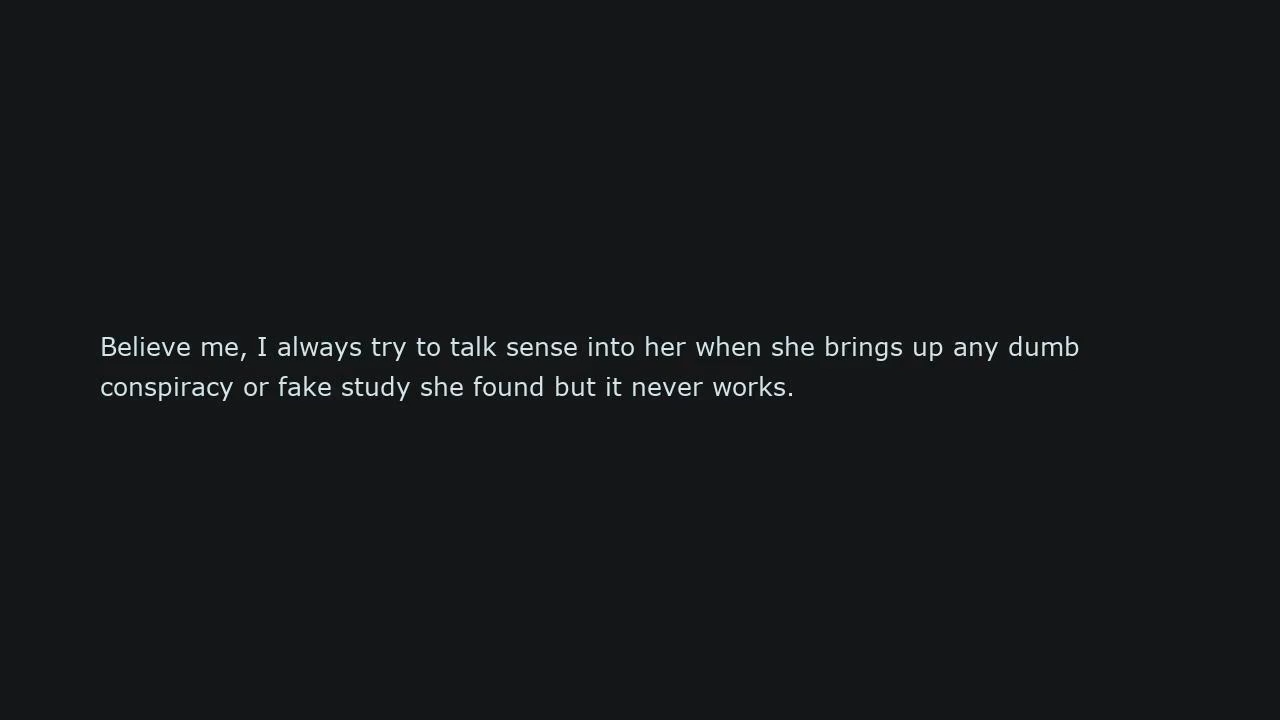 Believe me, I always try to talk sense into her when she brings up any dumb
conspiracy or fake study she found but it never works.